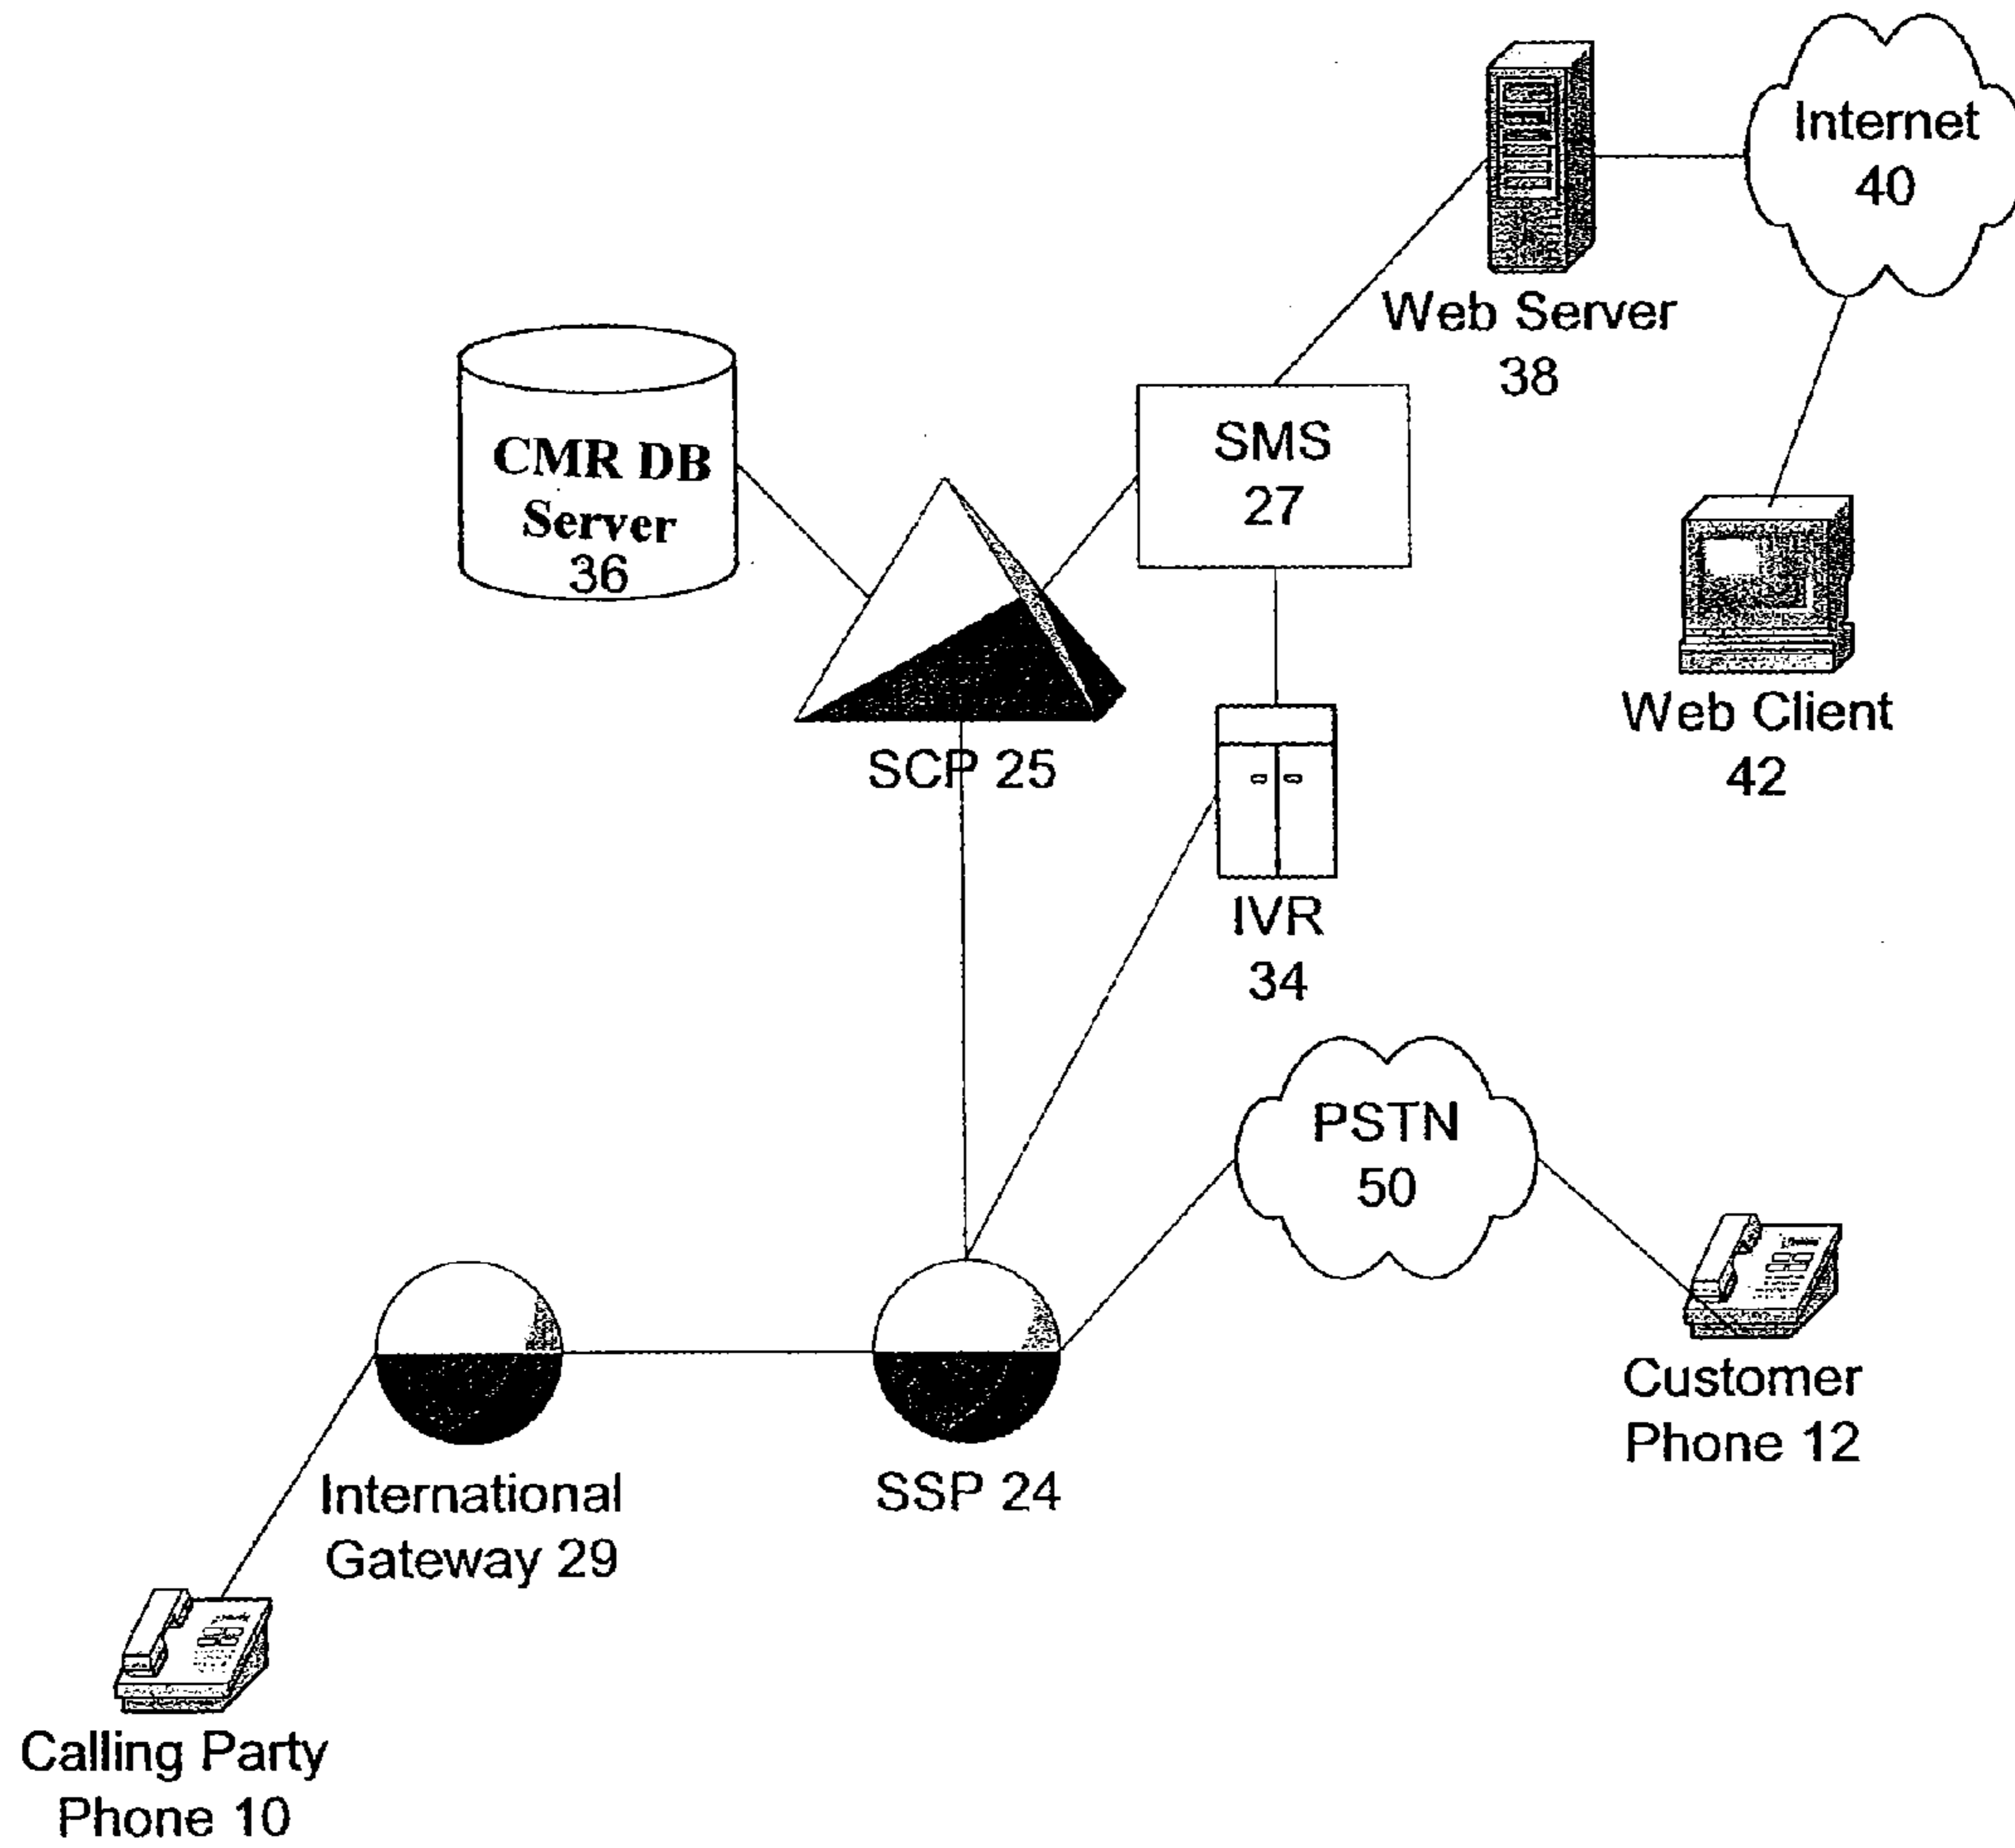 Internet
40
Web Server
38
CMR DB
Server
36
SMS
27
Web Client
42
SCP 25
IVR
34
PSTN
50
Customer
Phone 12
International
Gateway 29
SSP 24
Calling Party
Phone 10